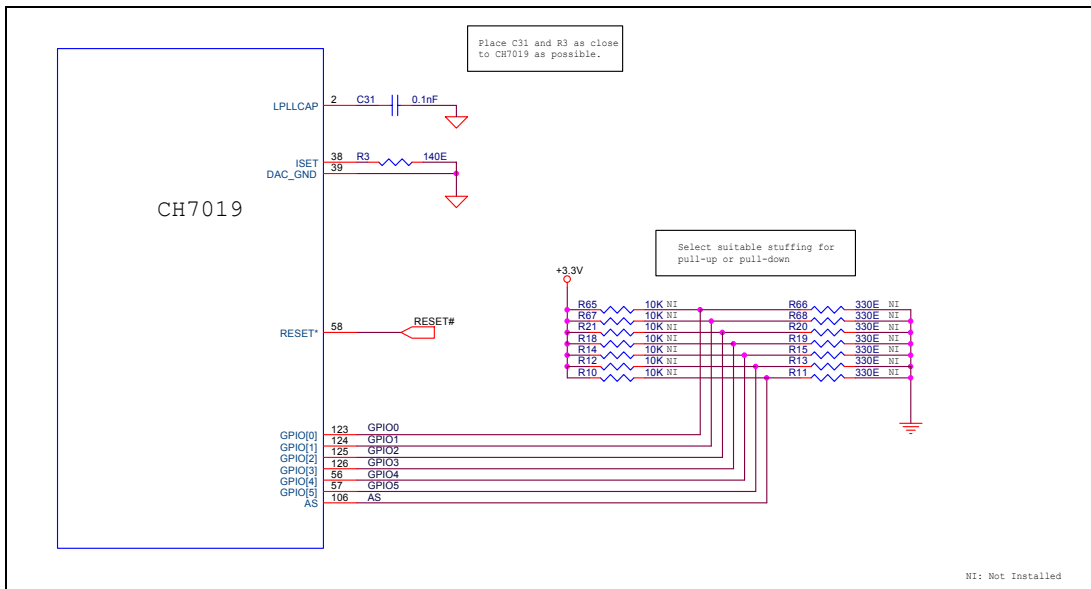 Place C31 and R3 as close
to CH7019 as possible.
LPLLCAP 2 C31 0.1nF
ISET 38 R3 140E
DAC_GND 39
CH7019
Select suitable stuffing for
pull-up or pull-down
+3.3V
R65 10K NI R66 330E NI
R67 10K NI R68 330E NI
R21 10K NI R20 330E NI
R18 10K NI R19 330E NI
R14 10K NI R15 330E NI
R12 10K NI R13 330E NI
R10 10K NI R11 330E NI
RESET* 58 RESET#
GPIO[0] 123 GPIO0
GPIO[1] 124 GPIO1
GPIO[2] 125 GPIO2
GPIO[3] 126 GPIO3
GPIO[4] 56 GPIO4
GPIO[5] 57 GPIO5
AS 106 AS
NI: Not Installed